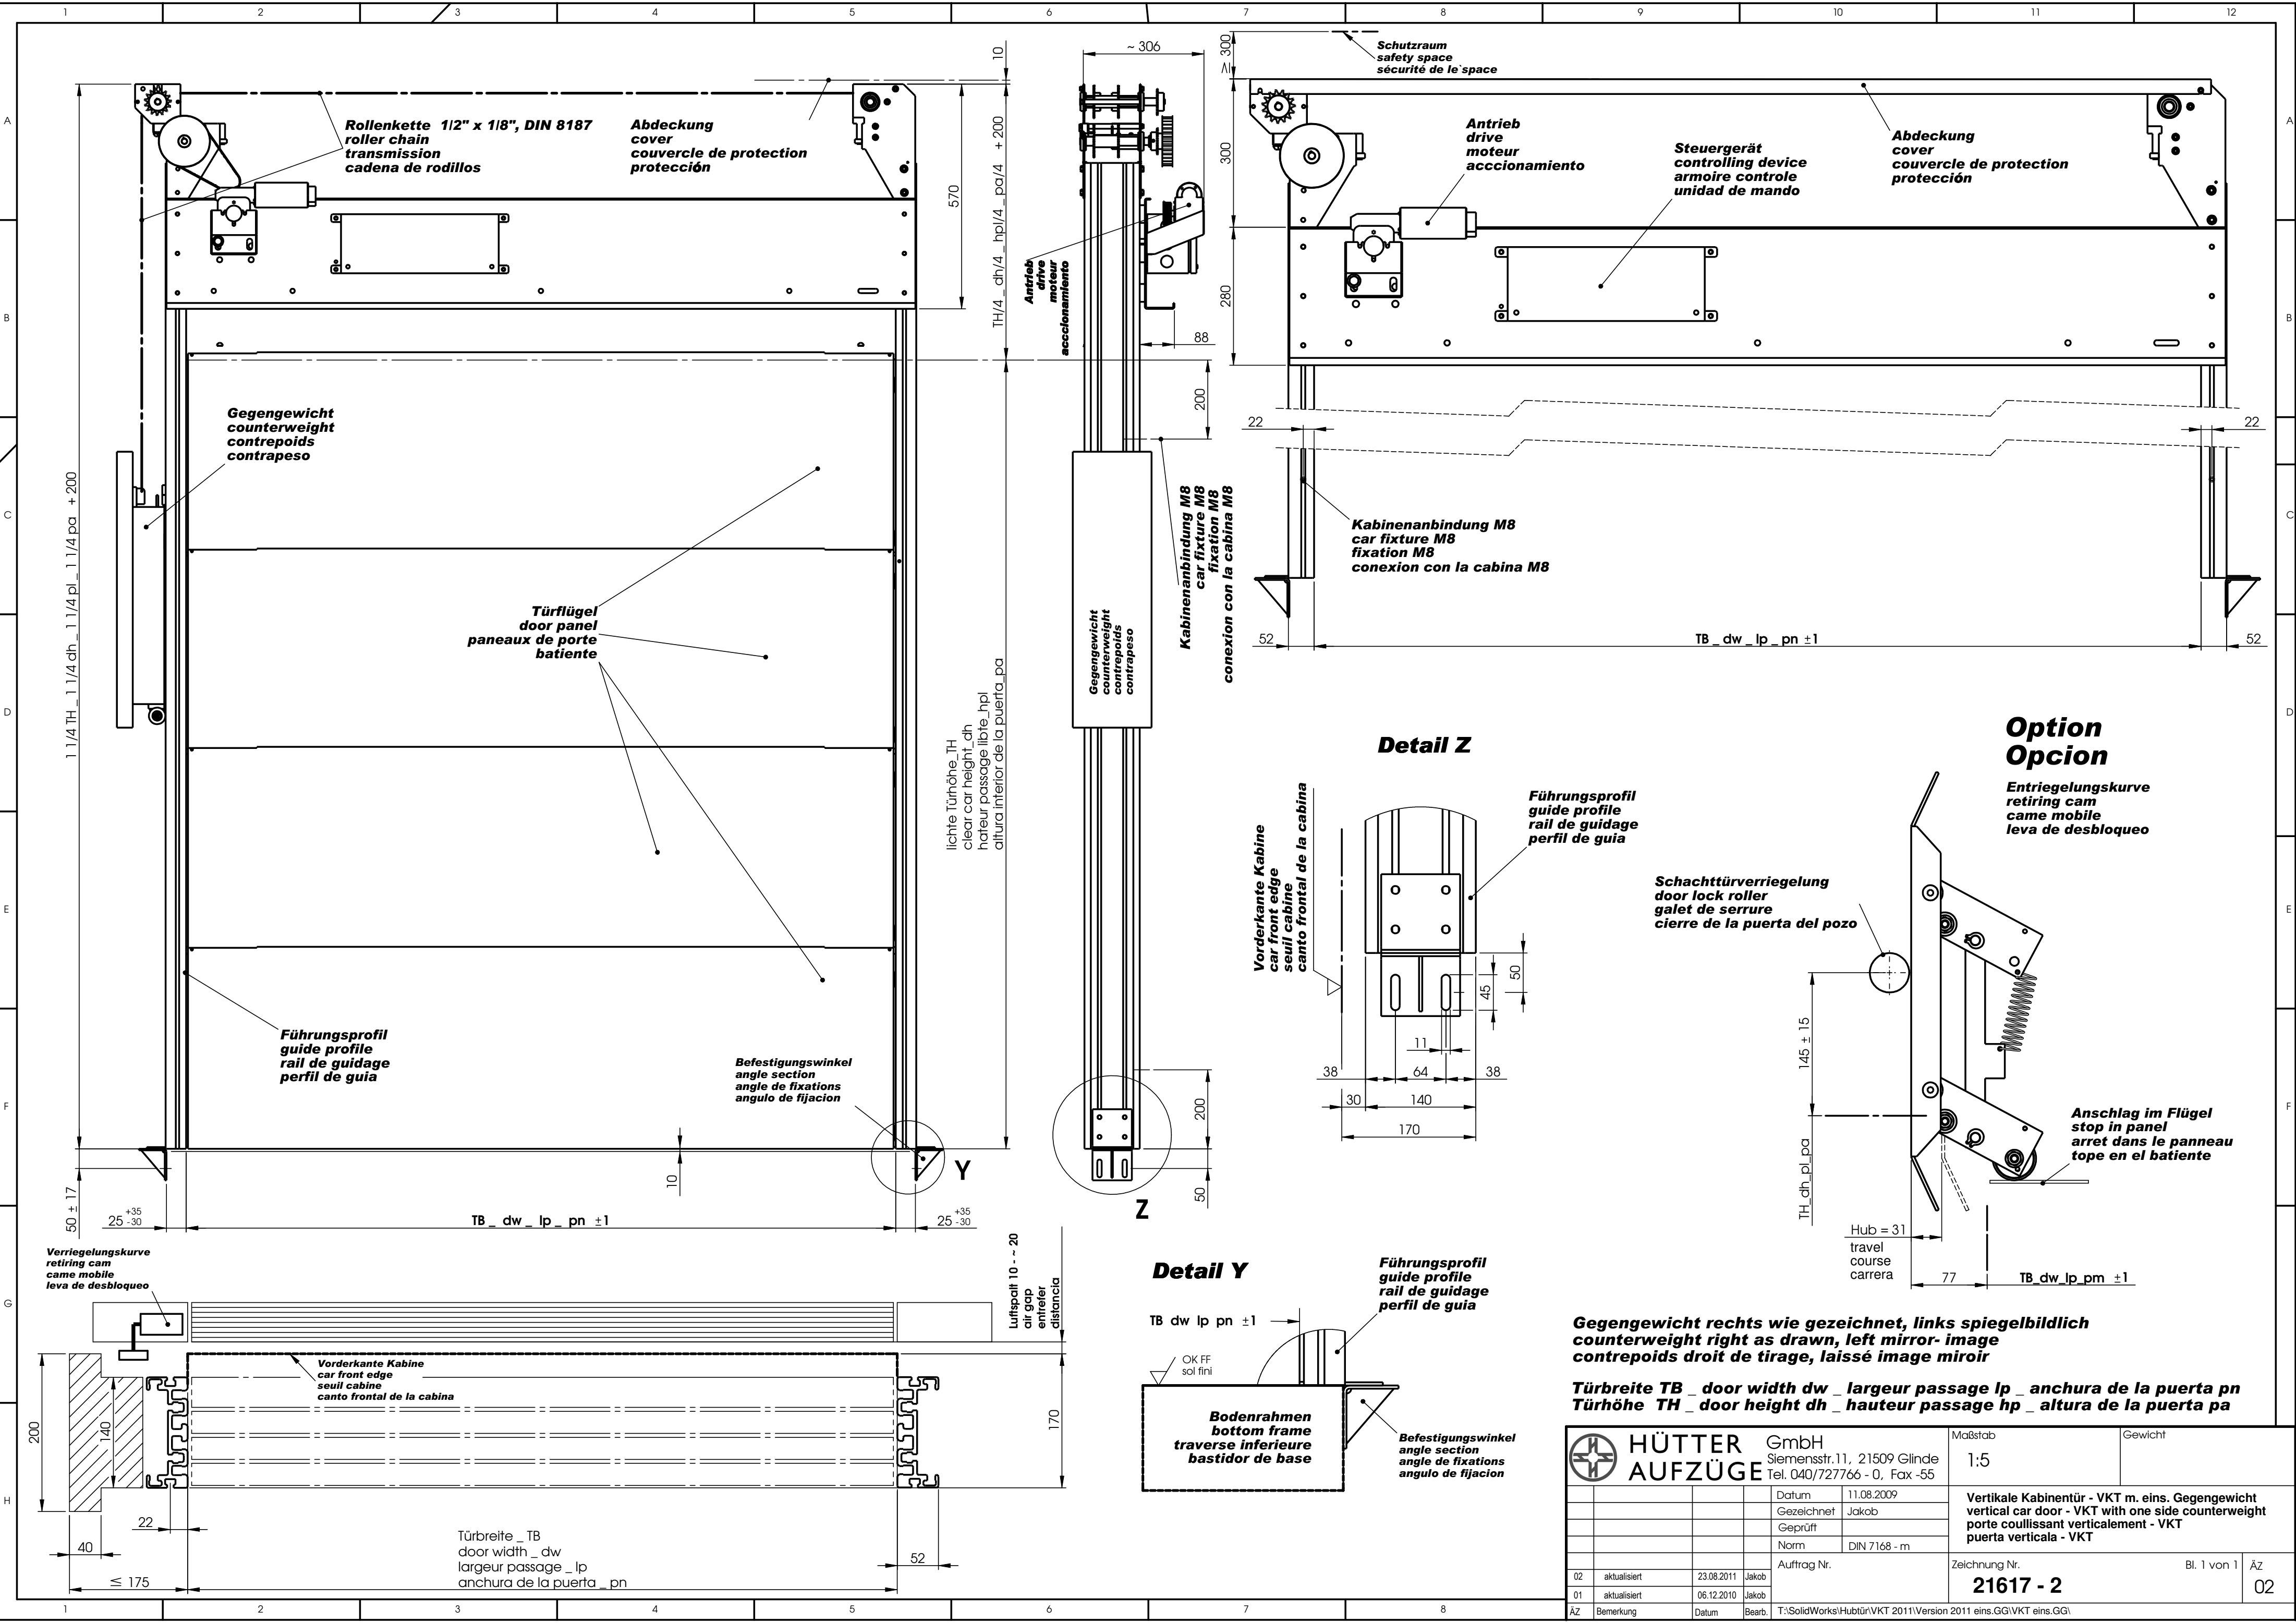 1 2 3 4 5 6 7 8 9 10 11 12
A
B
C
D
E
F
G
H
10
~ 306
≥ 300
Schutzraum
safety space
sécurité de le`space
Rollenkette 1/2" x 1/8", DIN 8187
roller chain
transmission
cadena de rodillos
Abdeckung
cover
couvercle de protection
protección
570
TH/4 _ dh/4 _ hpl/4 _ pa/4 + 200
1 1/4 TH _ 1 1/4 dh _ 1 1/4 pl _ 1 1/4 pa + 200
Antrieb
drive
moteur
acccionamiento
88
200
300
280
Antrieb
drive
moteur
acccionamiento
Steuergerät
controlling device
armoire controle
unidad de mando
Abdeckung
cover
couvercle de protection
protección
22
22
Gegengewicht
counterweight
contrepoids
contrapeso
Türflügel
door panel
paneaux de porte
batiente
lichte Türhöhe_TH
clear car height_dh
hateur passage libte_hpl
altura interior de la puerta_pa
Gegengewicht
counterweight
contrepoids
contrapeso
Kabinenanbindung M8
car fixture M8
fixation M8
conexion con la cabina M8
Kabinenanbindung M8
car fixture M8
fixation M8
conexion con la cabina M8
52
TB _ dw _ lp _ pn ±1
52
Führungsprofil
guide profile
rail de guidage
perfil de guia
Befestigungswinkel
angle section
angle de fixations
angulo de fijacion
Y
10
50 ± 17
25 +35 -30
TB _ dw _ lp _ pn ±1
25 +35 -30
200
50
Z
Detail Z
Vorderkante Kabine
car front edge
seuil cabine
canto frontal de la cabina
Führungsprofil
guide profile
rail de guidage
perfil de guia
45
50
11
38
64
38
30
140
170
Option
Opcion
Entriegelungskurve
retiring cam
came mobile
leva de desbloqueo
Schachttürverriegelung
door lock roller
galet de serrure
cierre de la puerta del pozo
145 ± 15
TH_dh_pl_pa
Anschlag im Flügel
stop in panel
arret dans le panneau
tope en el batiente
Hub = 31
travel
course
carrera
77
TB_dw_lp_pm ±1
Verriegelungskurve
retiring cam
came mobile
leva de desbloqueo
Luftspalt 10 - ~ 20
air gap
entrefer
distancia
Vorderkante Kabine
car front edge
seuil cabine
canto frontal de la cabina
200
140
170
22
40
≤ 175
52
Türbreite _ TB
door width _ dw
largeur passage _ lp
anchura de la puerta _ pn
Detail Y
TB dw lp pn ±1
OK FF
sol fini
Führungsprofil
guide profile
rail de guidage
perfil de guia
Bodenrahmen
bottom frame
traverse inferieure
bastidor de base
Befestigungswinkel
angle section
angle de fixations
angulo de fijacion
Gegengewicht rechts wie gezeichnet, links spiegelbildlich
counterweight right as drawn, left mirror- image
contrepoids droit de tirage, laissé image miroir
Türbreite TB _ door width dw _ largeur passage lp _ anchura de la puerta pn
Türhöhe TH _ door height dh _ hauteur passage hp _ altura de la puerta pa
HÜTTER AUFZÜGE
GmbH
Siemensstr.11, 21509 Glinde
Tel. 040/727766 - 0, Fax -55
Maßstab
1:5
Gewicht
Datum 11.08.2009
Gezeichnet Jakob
Geprüft
Norm DIN 7168 - m
Vertikale Kabinentür - VKT m. eins. Gegengewicht
vertical car door - VKT with one side counterweight
porte coullissant verticalement - VKT
puerta verticala - VKT
Auftrag Nr.
Zeichnung Nr.
21617 - 2
Bl. 1 von 1
ÄZ
02
02 aktualisiert 23.08.2011 Jakob
01 aktualisiert 06.12.2010 Jakob
ÄZ Bemerkung Datum Bearb.
T:\SolidWorks\Hubtür\VKT 2011\Version 2011 eins.GG\VKT eins.GG\
A
B
C
D
E
F
1 2 3 4 5 6 7 8